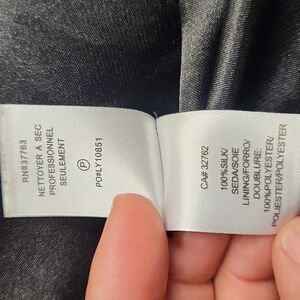 RN#37763
NETTOYER A SEC
PROFESSIONNEL
SEULEMENT
P
PO#LY10851
CA# 32762
100%SILK/
SEDA/SOIE
LINING/FORRO/
DOUBLURE:
100%POLYESTER/
POLIESTER/POLYESTER